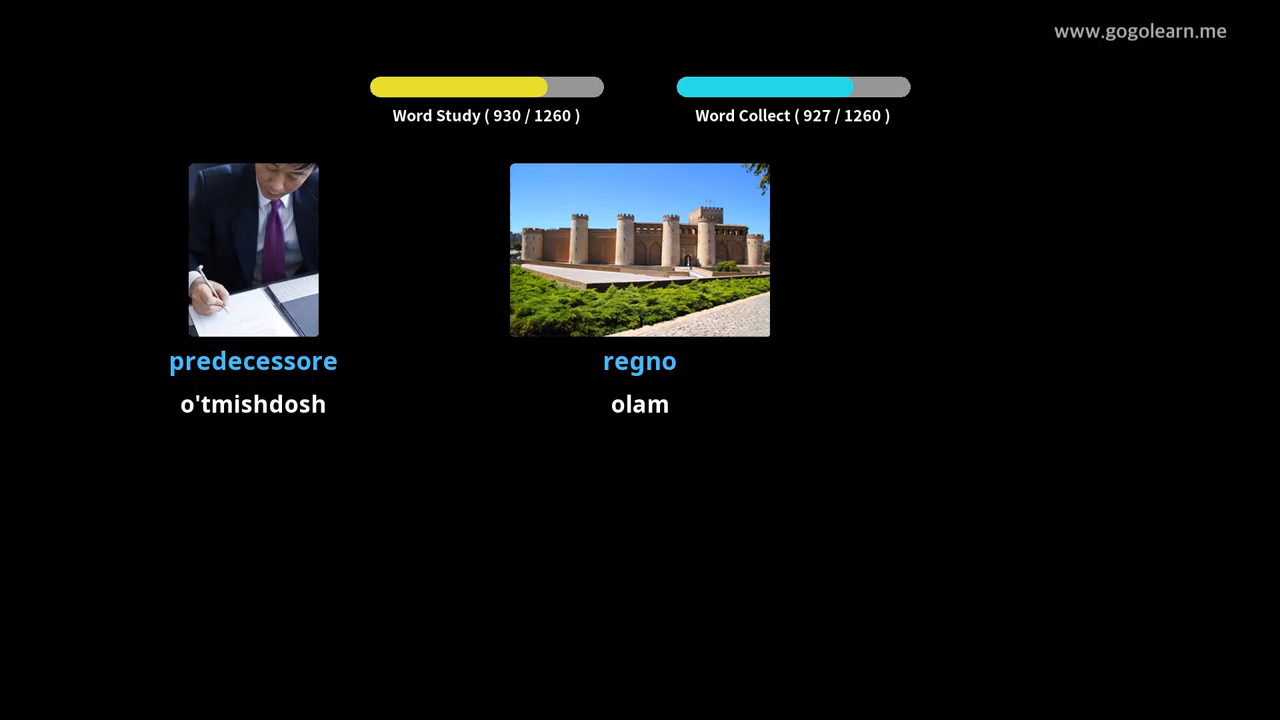 www.gogolearn.me
Word Study ( 930 / 1260 )
Word Collect ( 927 / 1260 )
predecessore
o'tmishdosh
regno
olam